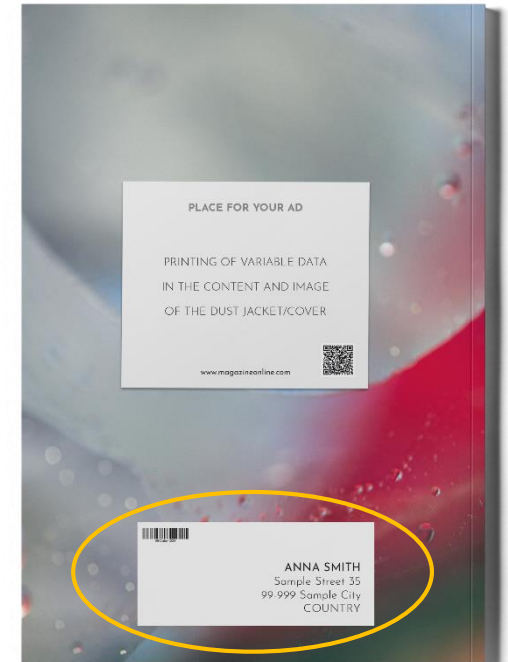 PLACE FOR YOUR AD
PRINTING OF VARIABLE DATA
IN THE CONTENT AND IMAGE
OF THE DUST JACKET/COVER
www.magazineonline.com
ANNA SMITH
Sample Street 35
99-999 Sample City
COUNTRY